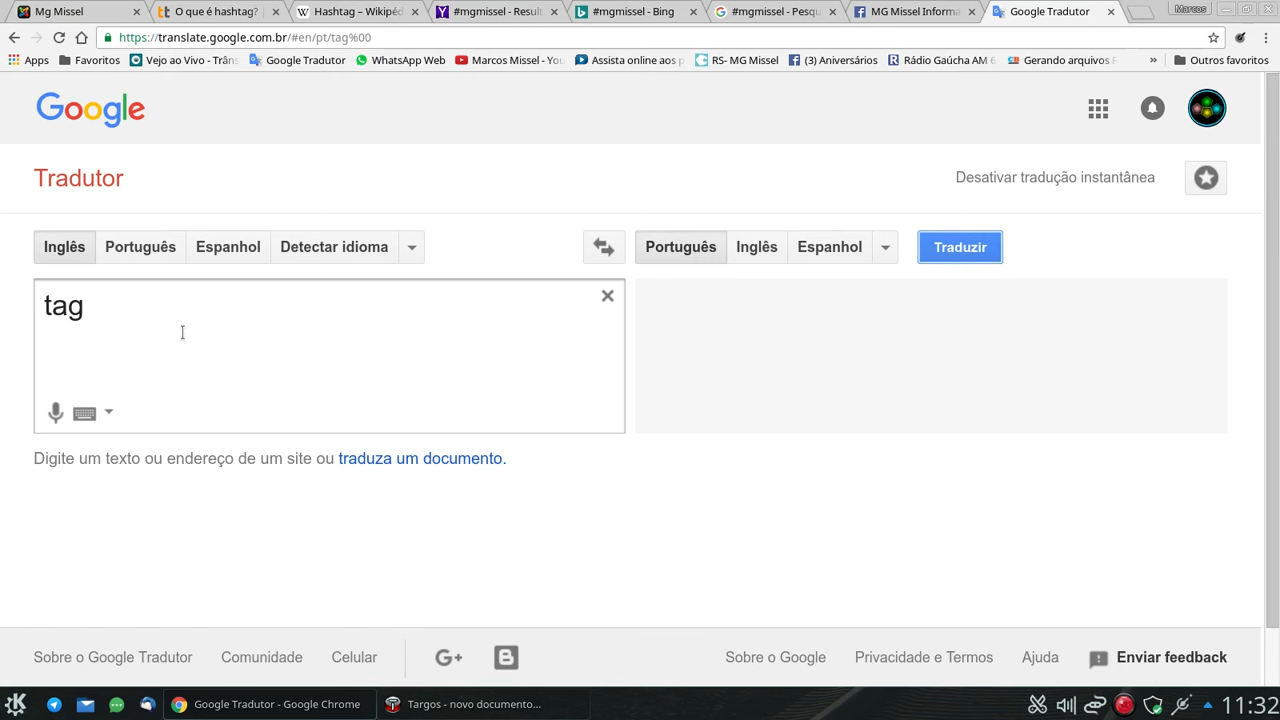 Mg Missel
O que é hashtag?
Hashtag – Wikipéd
#mgmissel - Result
#mgmissel - Bing
#mgmissel - Pesqu
MG Missel Informa
Google Tradutor
Marcos
https://translate.google.com.br/#en/pt/tag%00
Apps
Favoritos
Vejo ao Vivo - Trâns
Google Tradutor
WhatsApp Web
Marcos Missel - You
Assista online aos p
RS- MG Missel
(3) Aniversários
Rádio Gaúcha AM 6
Gerando arquivos F
»
Outros favoritos
Google
Tradutor
Desativar tradução instantânea
Inglês
Português
Espanhol
Detectar idioma
Português
Inglês
Espanhol
Traduzir
tag
Digite um texto ou endereço de um site ou traduza um documento.
Sobre o Google Tradutor
Comunidade
Celular
G+
Sobre o Google
Privacidade e Termos
Ajuda
Enviar feedback
Google Tradutor - Google Chrome
Targos - novo documento...
11:32